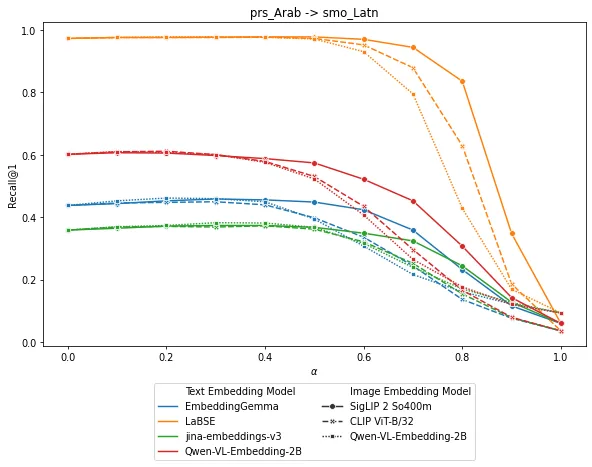 prs_Arab -> smo_Latn
1.0
0.8
0.6
0.4
0.2
0.0
Recall@1
0.0 0.2 0.4 0.6 0.8 1.0
α
Text Embedding Model Image Embedding Model
EmbeddingGemma SigLIP 2 So400m
LaBSE CLIP ViT-B/32
jina-embeddings-v3 Qwen-VL-Embedding-2B
Qwen-VL-Embedding-2B